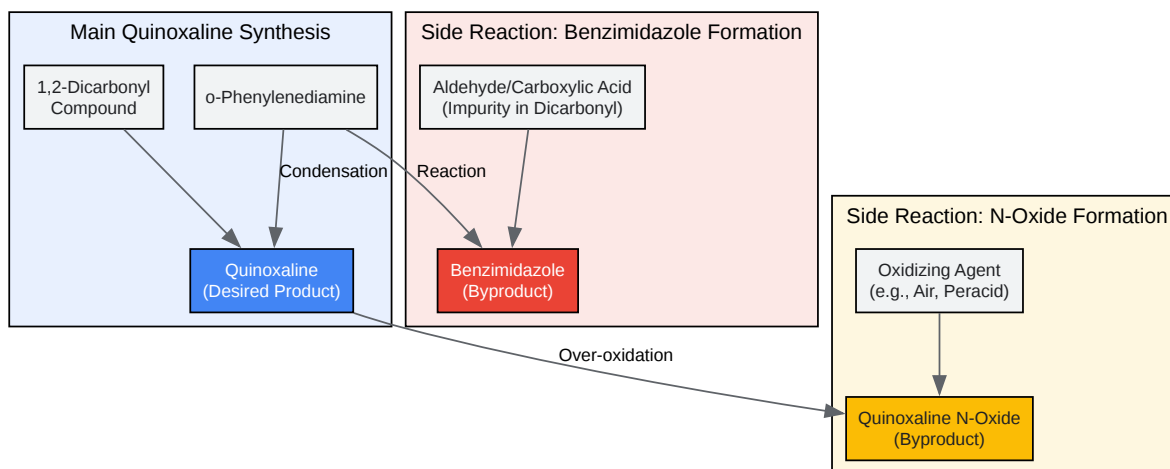 Main Quinoxaline Synthesis
1,2-Dicarbonyl
Compound
o-Phenylenediamine
Condensation
Quinoxaline
(Desired Product)
Side Reaction: Benzimidazole Formation
Aldehyde/Carboxylic Acid
(Impurity in Dicarbonyl)
Reaction
Benzimidazole
(Byproduct)
Over-oxidation
Side Reaction: N-Oxide Formation
Oxidizing Agent
(e.g., Air, Peracid)
Quinoxaline N-Oxide
(Byproduct)